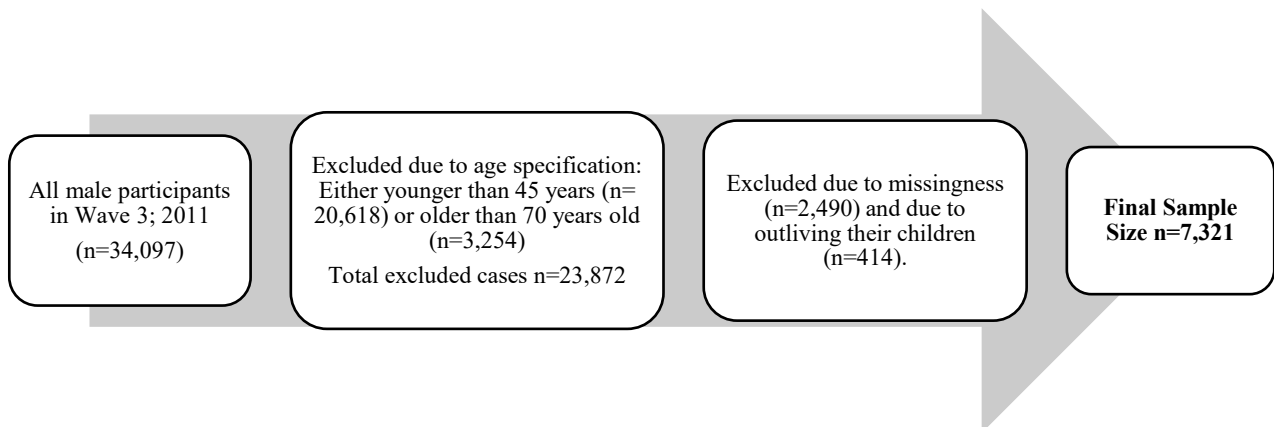 All male participants
in Wave 3; 2011
(n=34,097)
Excluded due to age specification:
Either younger than 45 years (n=
20,618) or older than 70 years old
(n=3,254)
Total excluded cases n=23,872
Excluded due to missingness
(n=2,490) and due to
outliving their children
(n=414).
Final Sample
Size n=7,321